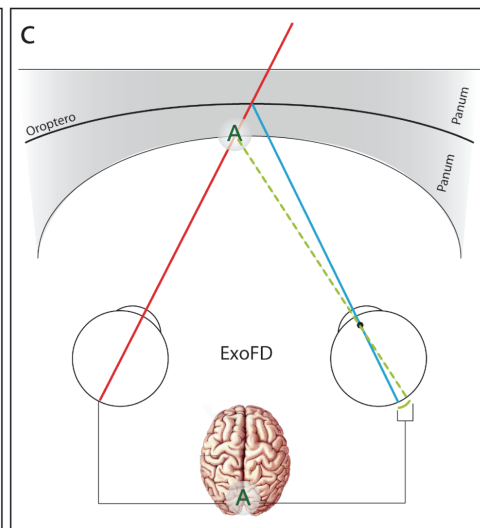 C
Oroptero
Panum
Panum
A
ExoFD
A